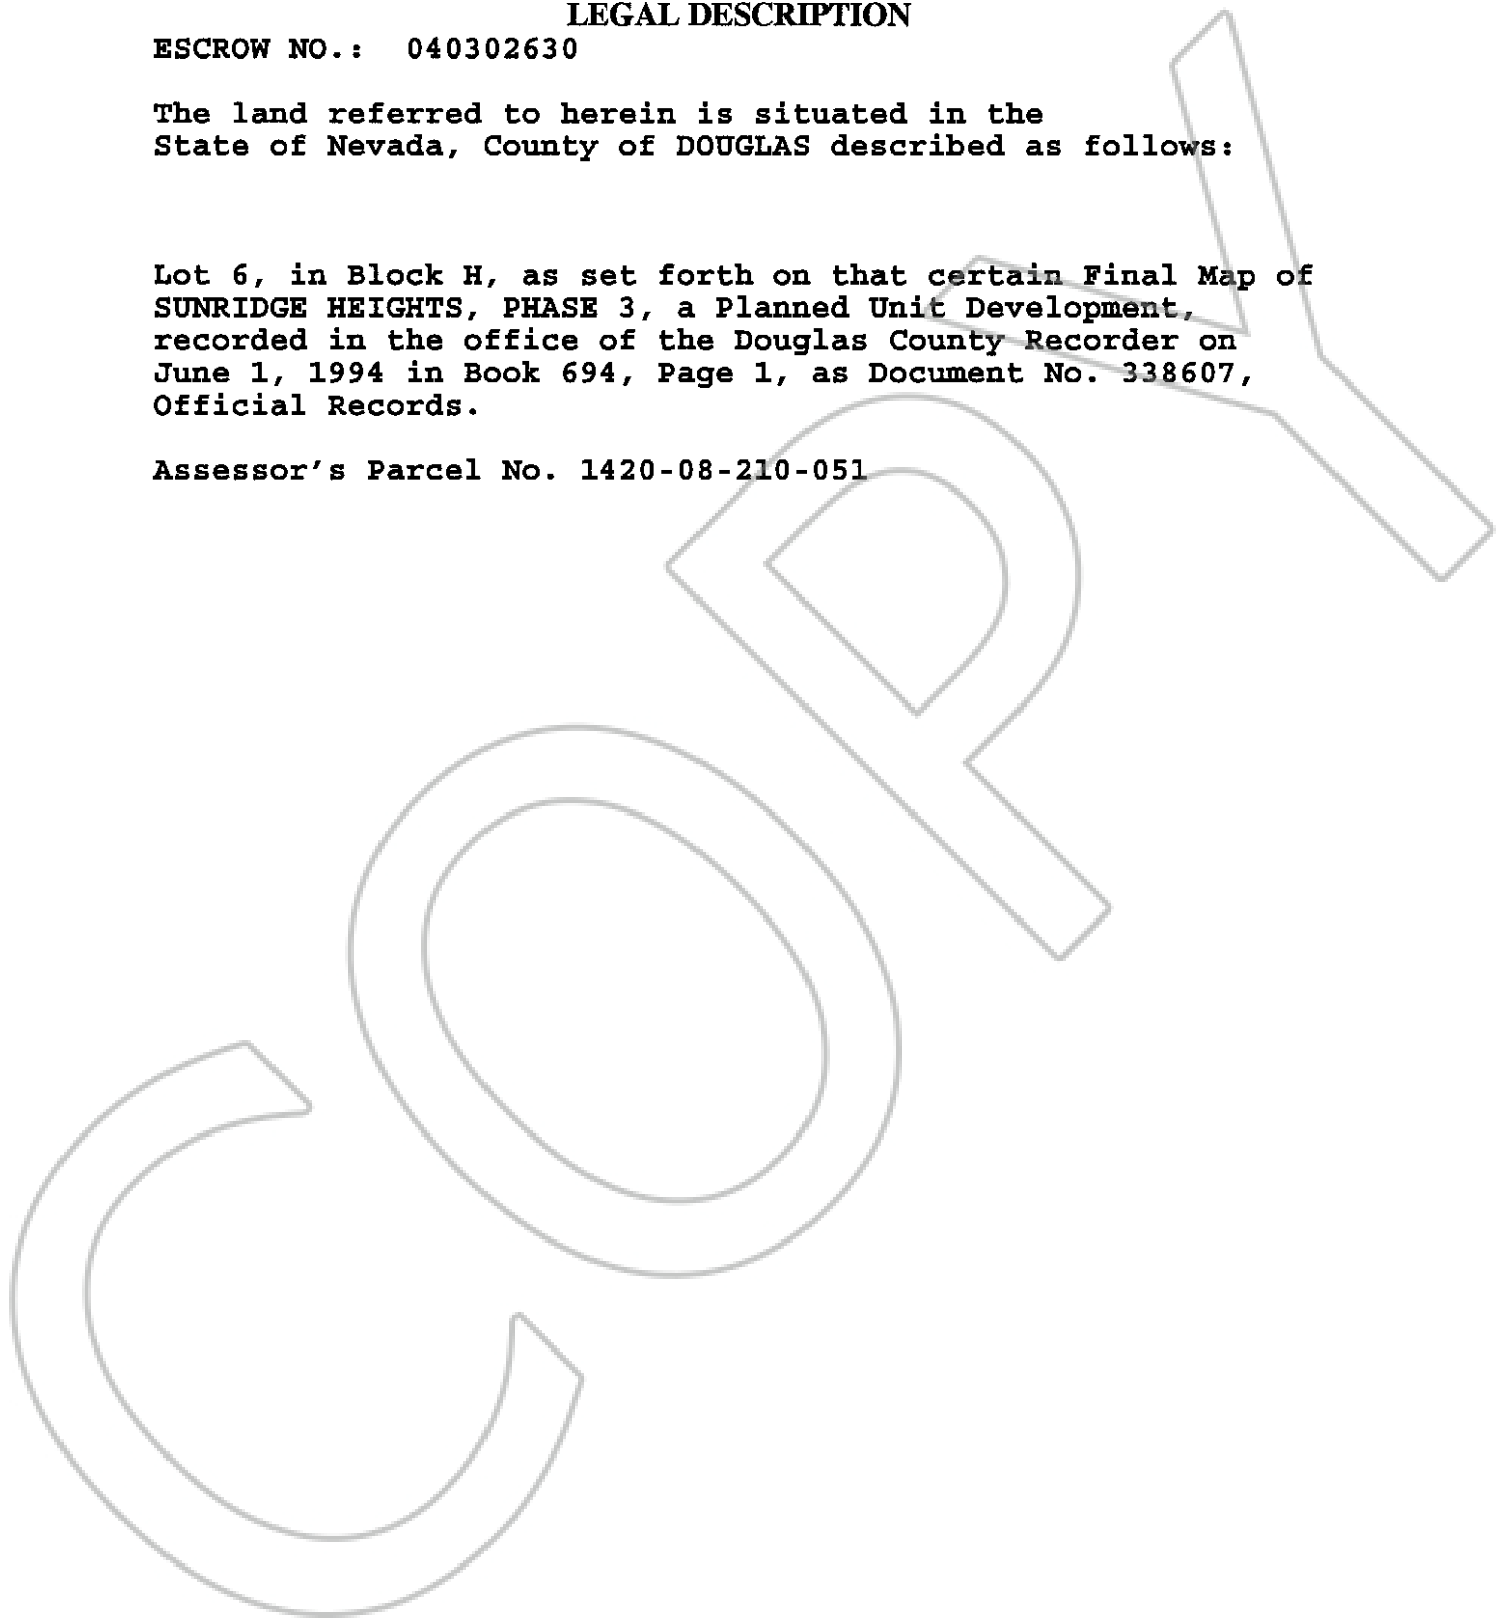 LEGAL DESCRIPTION
ESCROW NO.: 040302630
The land referred to herein is situated in the
State of Nevada, County of DOUGLAS described as follows:
Lot 6, in Block H, as set forth on that certain Final Map of
SUNRIDGE HEIGHTS, PHASE 3, a Planned Unit Development,
recorded in the office of the Douglas County Recorder on
June 1, 1994 in Book 694, Page 1, as Document No. 338607,
Official Records.
Assessor's Parcel No. 1420-08-210-051
COPY